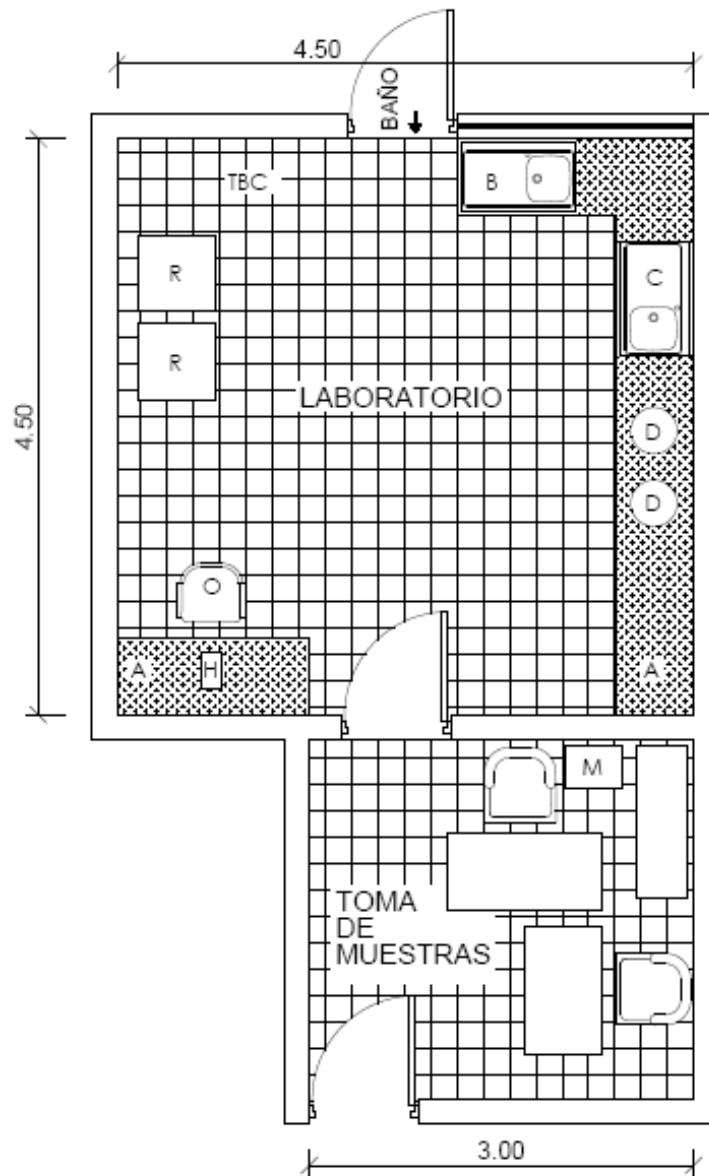 4.50
BAÑO
TBC
B
R
C
R
LABORATORIO
4.50
D
D
O
A
H
A
M
TOMA
DE
MUESTRAS
3.00